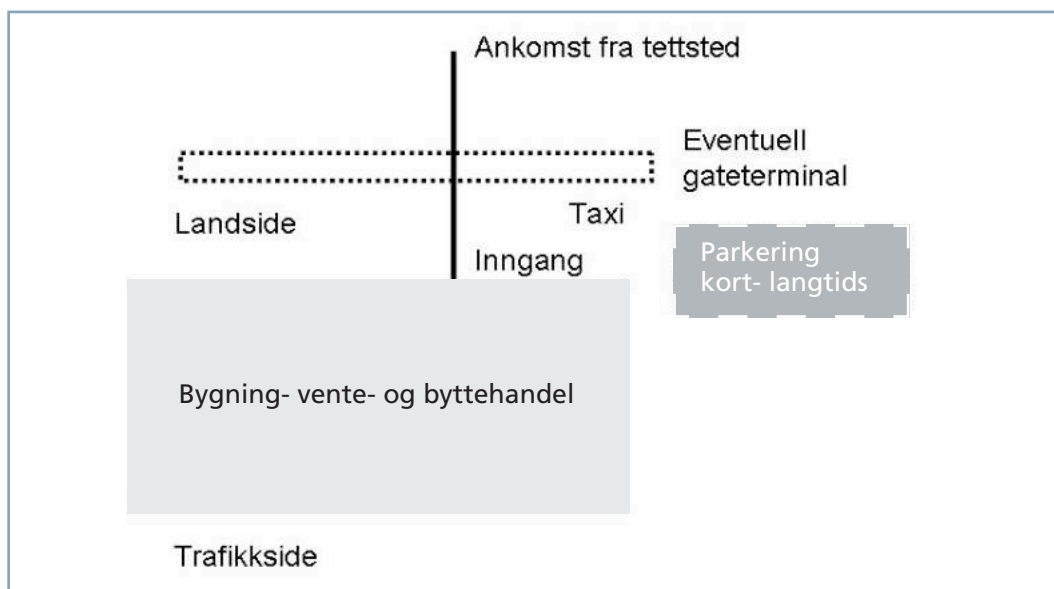 Ankomst fra tettsted
Eventuell
gateterminal
Landside
Taxi
Inngang
Parkering
kort- langtids
Bygning- vente- og byttehandel
Trafikkside